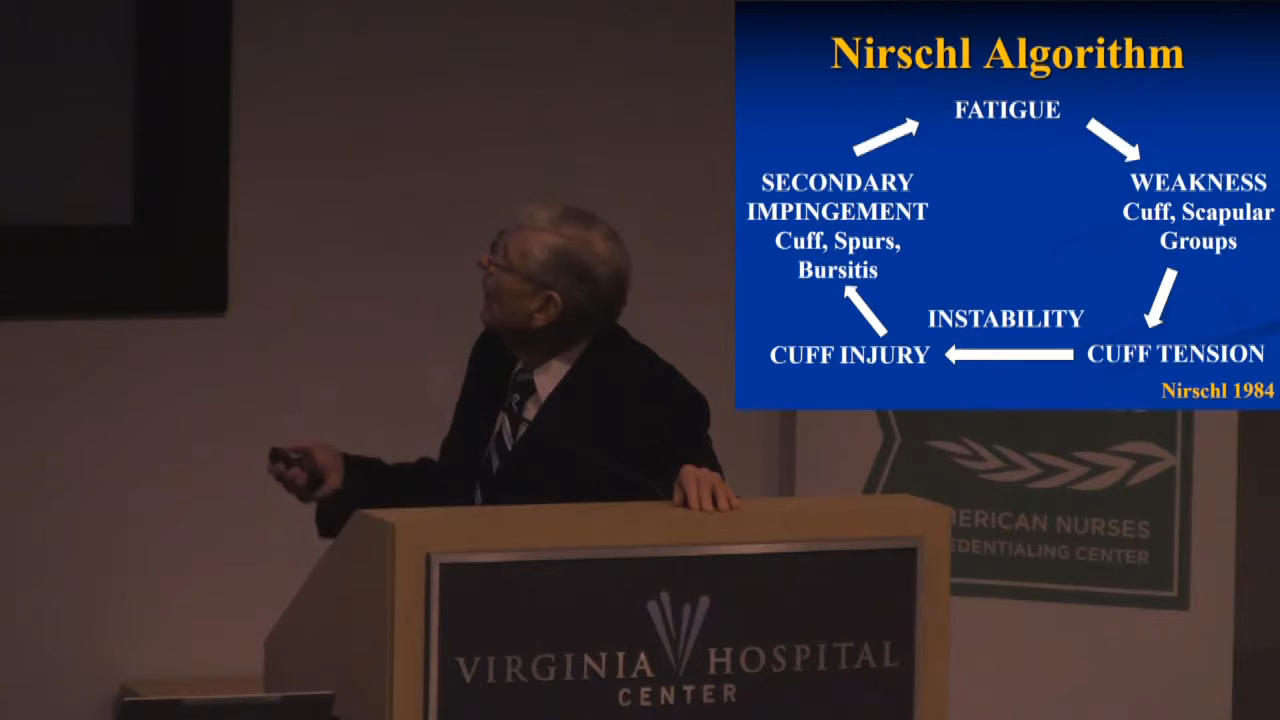 Nirschl Algorithm
FATIGUE
SECONDARY
IMPINGEMENT
Cuff, Spurs,
Bursitis
WEAKNESS
Cuff, Scapular
Groups
INSTABILITY
CUFF INJURY
CUFF TENSION
Nirschl 1984
AMERICAN NURSES
CREDENTIALING CENTER
VIRGINIA HOSPITAL
CENTER